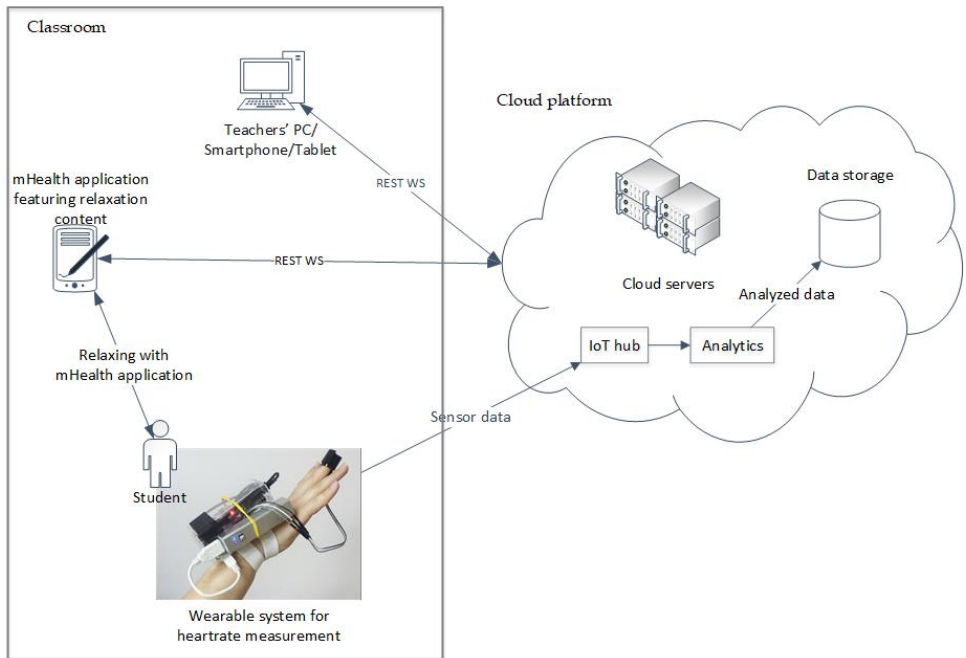 Classroom
Teachers' PC/
Smartphone/Tablet
Cloud platform
REST WS
mHealth application
featuring relaxation
content
REST WS
Data storage
Cloud servers
Analyzed data
IoT hub
Analytics
Relaxing with
mHealth application
Sensor data
Student
Wearable system for
heartrate measurement